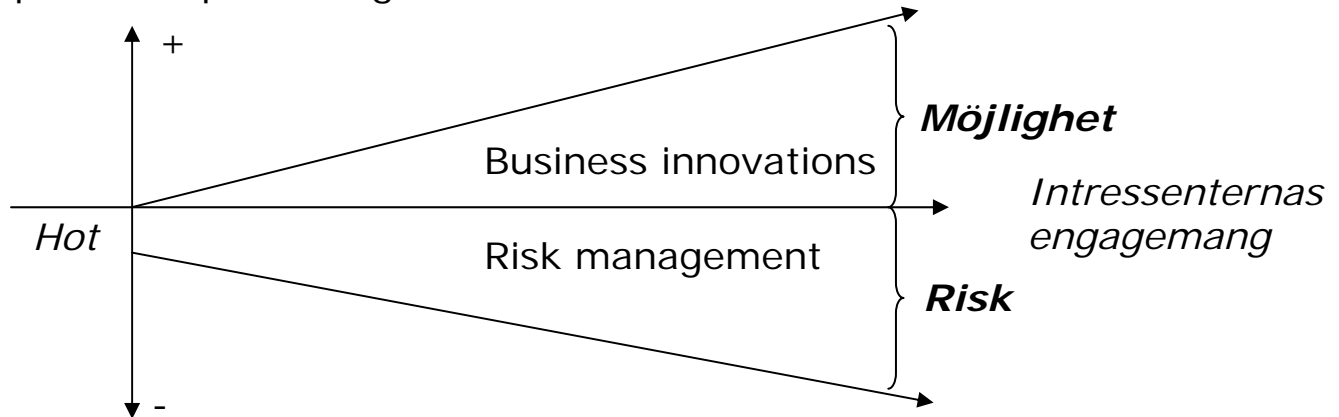 +
Möjlighet
Business innovations
Intressenternas
engagemang
Hot
Risk management
Risk
-